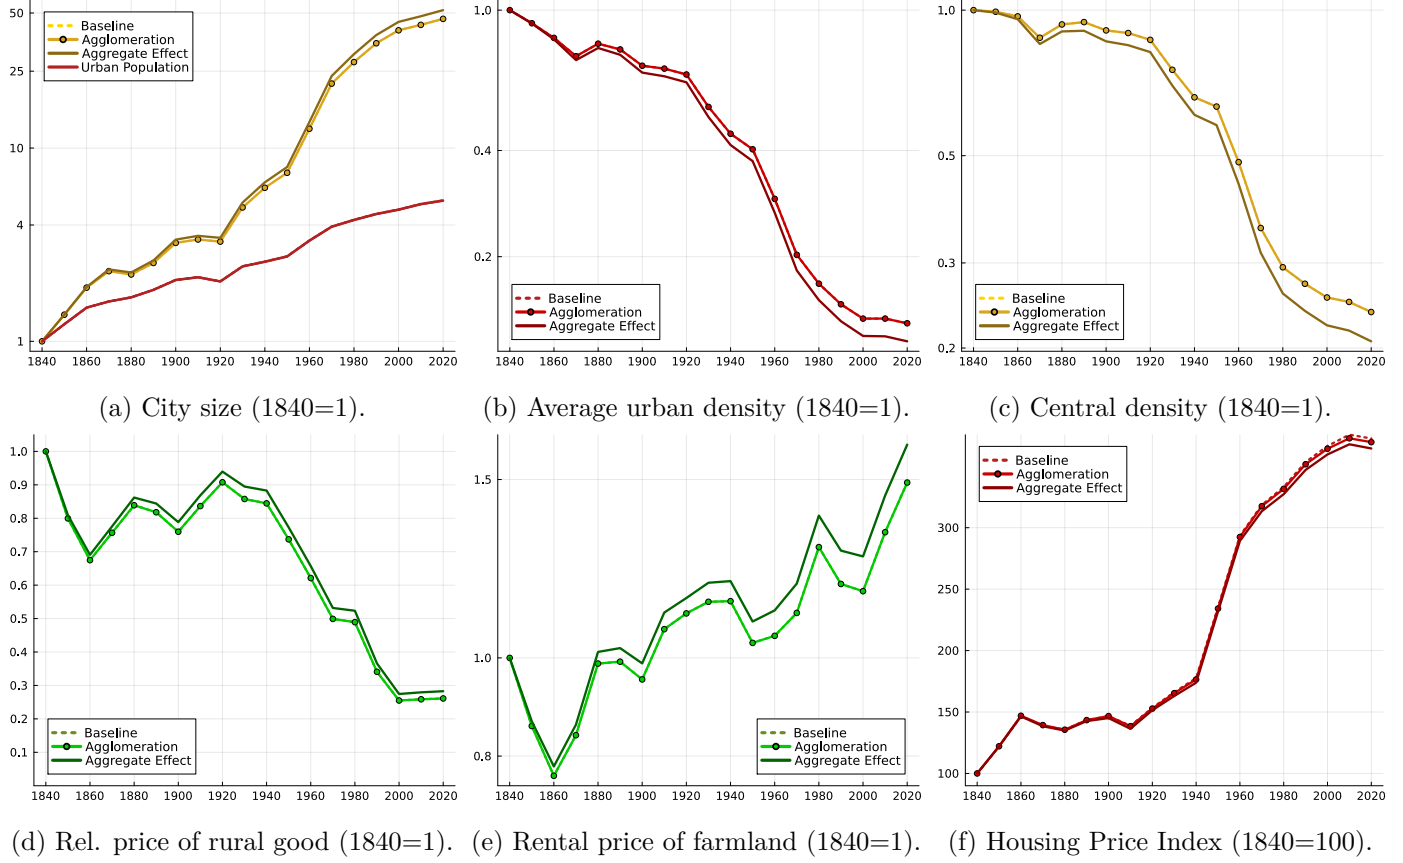 50
25
10
4
1
Baseline
Agglomeration
Aggregate Effect
Urban Population
1840 1860 1880 1900 1920 1940 1960 1980 2000 2020
(a) City size (1840=1).
1.0
0.4
0.2
Baseline
Agglomeration
Aggregate Effect
1840 1860 1880 1900 1920 1940 1960 1980 2000 2020
(b) Average urban density (1840=1).
1.0
0.5
0.3
0.2
Baseline
Agglomeration
Aggregate Effect
1840 1860 1880 1900 1920 1940 1960 1980 2000 2020
(c) Central density (1840=1).
1.0
0.9
0.8
0.7
0.6
0.5
0.4
0.3
0.2
0.1
Baseline
Agglomeration
Aggregate Effect
1840 1860 1880 1900 1920 1940 1960 1980 2000 2020
(d) Rel. price of rural good (1840=1).
1.5
1.0
0.8
Baseline
Agglomeration
Aggregate Effect
1840 1860 1880 1900 1920 1940 1960 1980 2000 2020
(e) Rental price of farmland (1840=1).
Baseline
Agglomeration
Aggregate Effect
300
250
200
150
100
1840 1860 1880 1900 1920 1940 1960 1980 2000 2020
(f) Housing Price Index (1840=100).